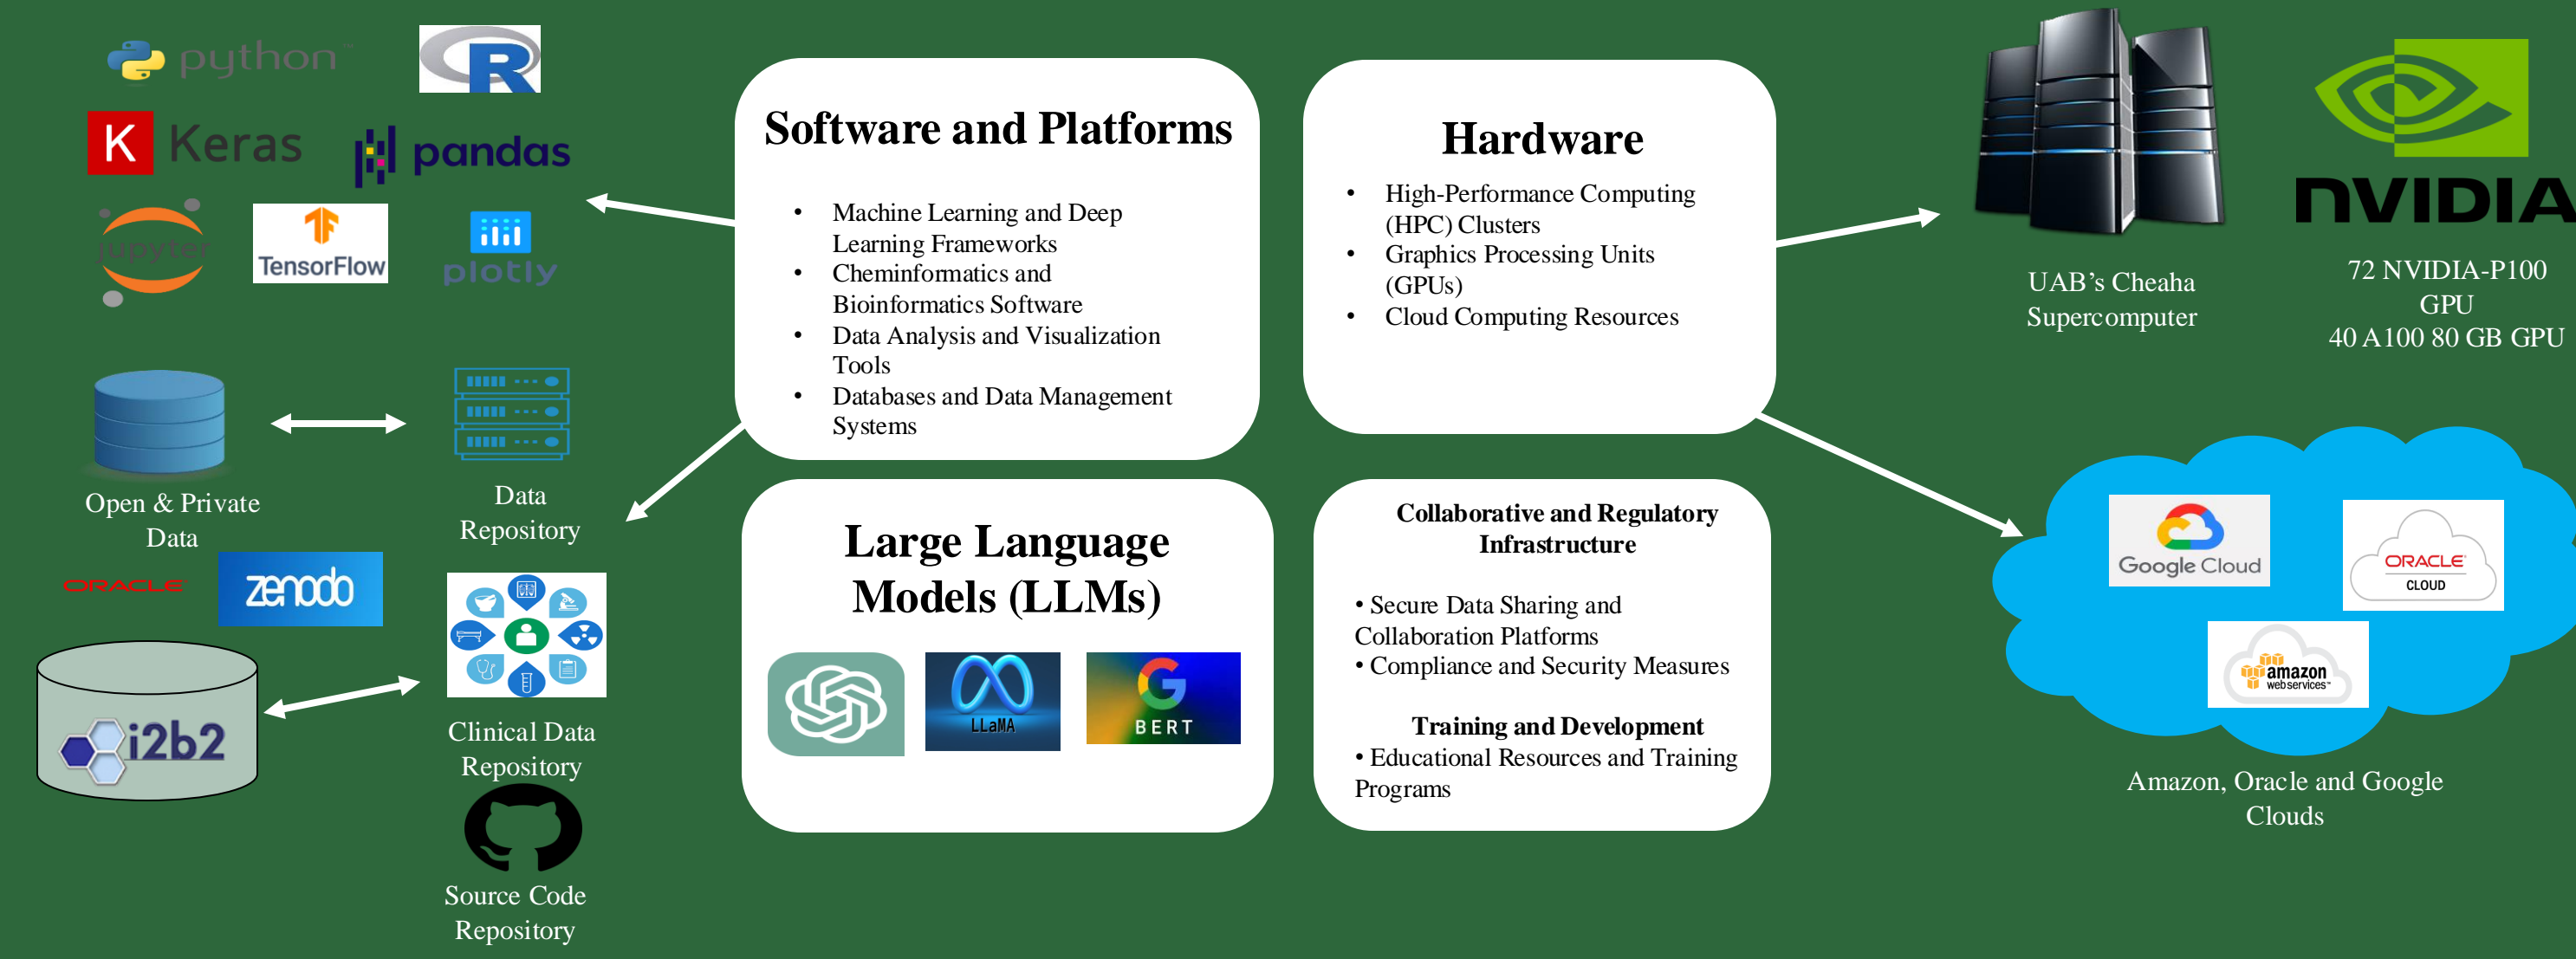 python™
R
K Keras
pandas
jupyter
TensorFlow
plotly
Open & Private
Data
Data
Repository
ORACLE
zenodo
i2b2
Clinical Data
Repository
Source Code
Repository
Software and Platforms
• Machine Learning and Deep
Learning Frameworks
• Cheminformatics and
Bioinformatics Software
• Data Analysis and Visualization
Tools
• Databases and Data Management
Systems
Large Language
Models (LLMs)
LLaMA
G
BERT
Hardware
• High-Performance Computing
(HPC) Clusters
• Graphics Processing Units
(GPUs)
• Cloud Computing Resources
Collaborative and Regulatory
Infrastructure
• Secure Data Sharing and
Collaboration Platforms
• Compliance and Security Measures
Training and Development
• Educational Resources and Training
Programs
UAB's Cheaha
Supercomputer
NVIDIA
72 NVIDIA-P100
GPU
40 A100 80 GB GPU
Google Cloud
ORACLE
CLOUD
amazon
webservices™
Amazon, Oracle and Google
Clouds